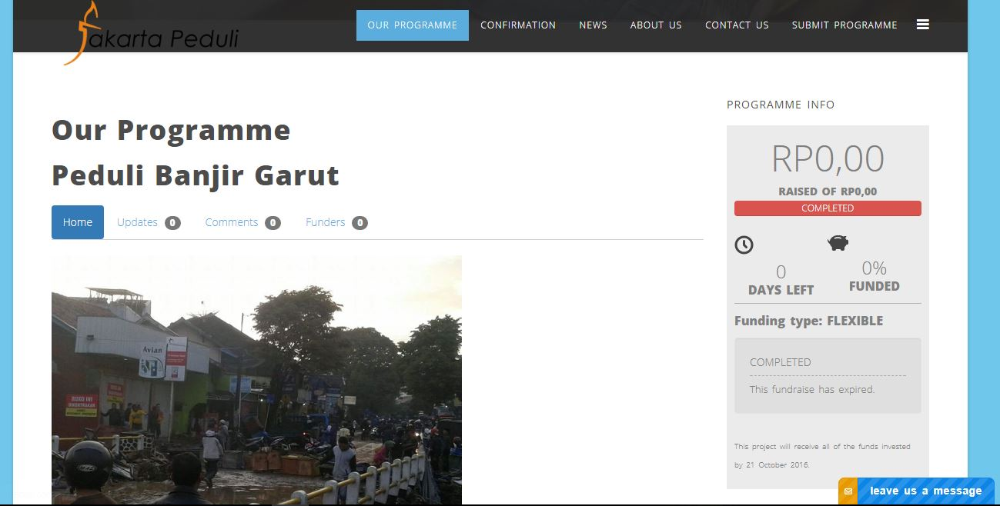 Jakarta Peduli
OUR PROGRAMME
CONFIRMATION
NEWS
ABOUT US
CONTACT US
SUBMIT PROGRAMME
Our Programme
Peduli Banjir Garut
Home
Updates 0
Comments 0
Funders 0
Avian
RUKO INI
DIKONTRAKAN
PROGRAMME INFO
RP0,00
RAISED OF RP0,00
COMPLETED
0
DAYS LEFT
0%
FUNDED
Funding type: FLEXIBLE
COMPLETED
This fundraise has expired.
This project will receive all of the funds invested
by 21 October 2016.
leave us a message